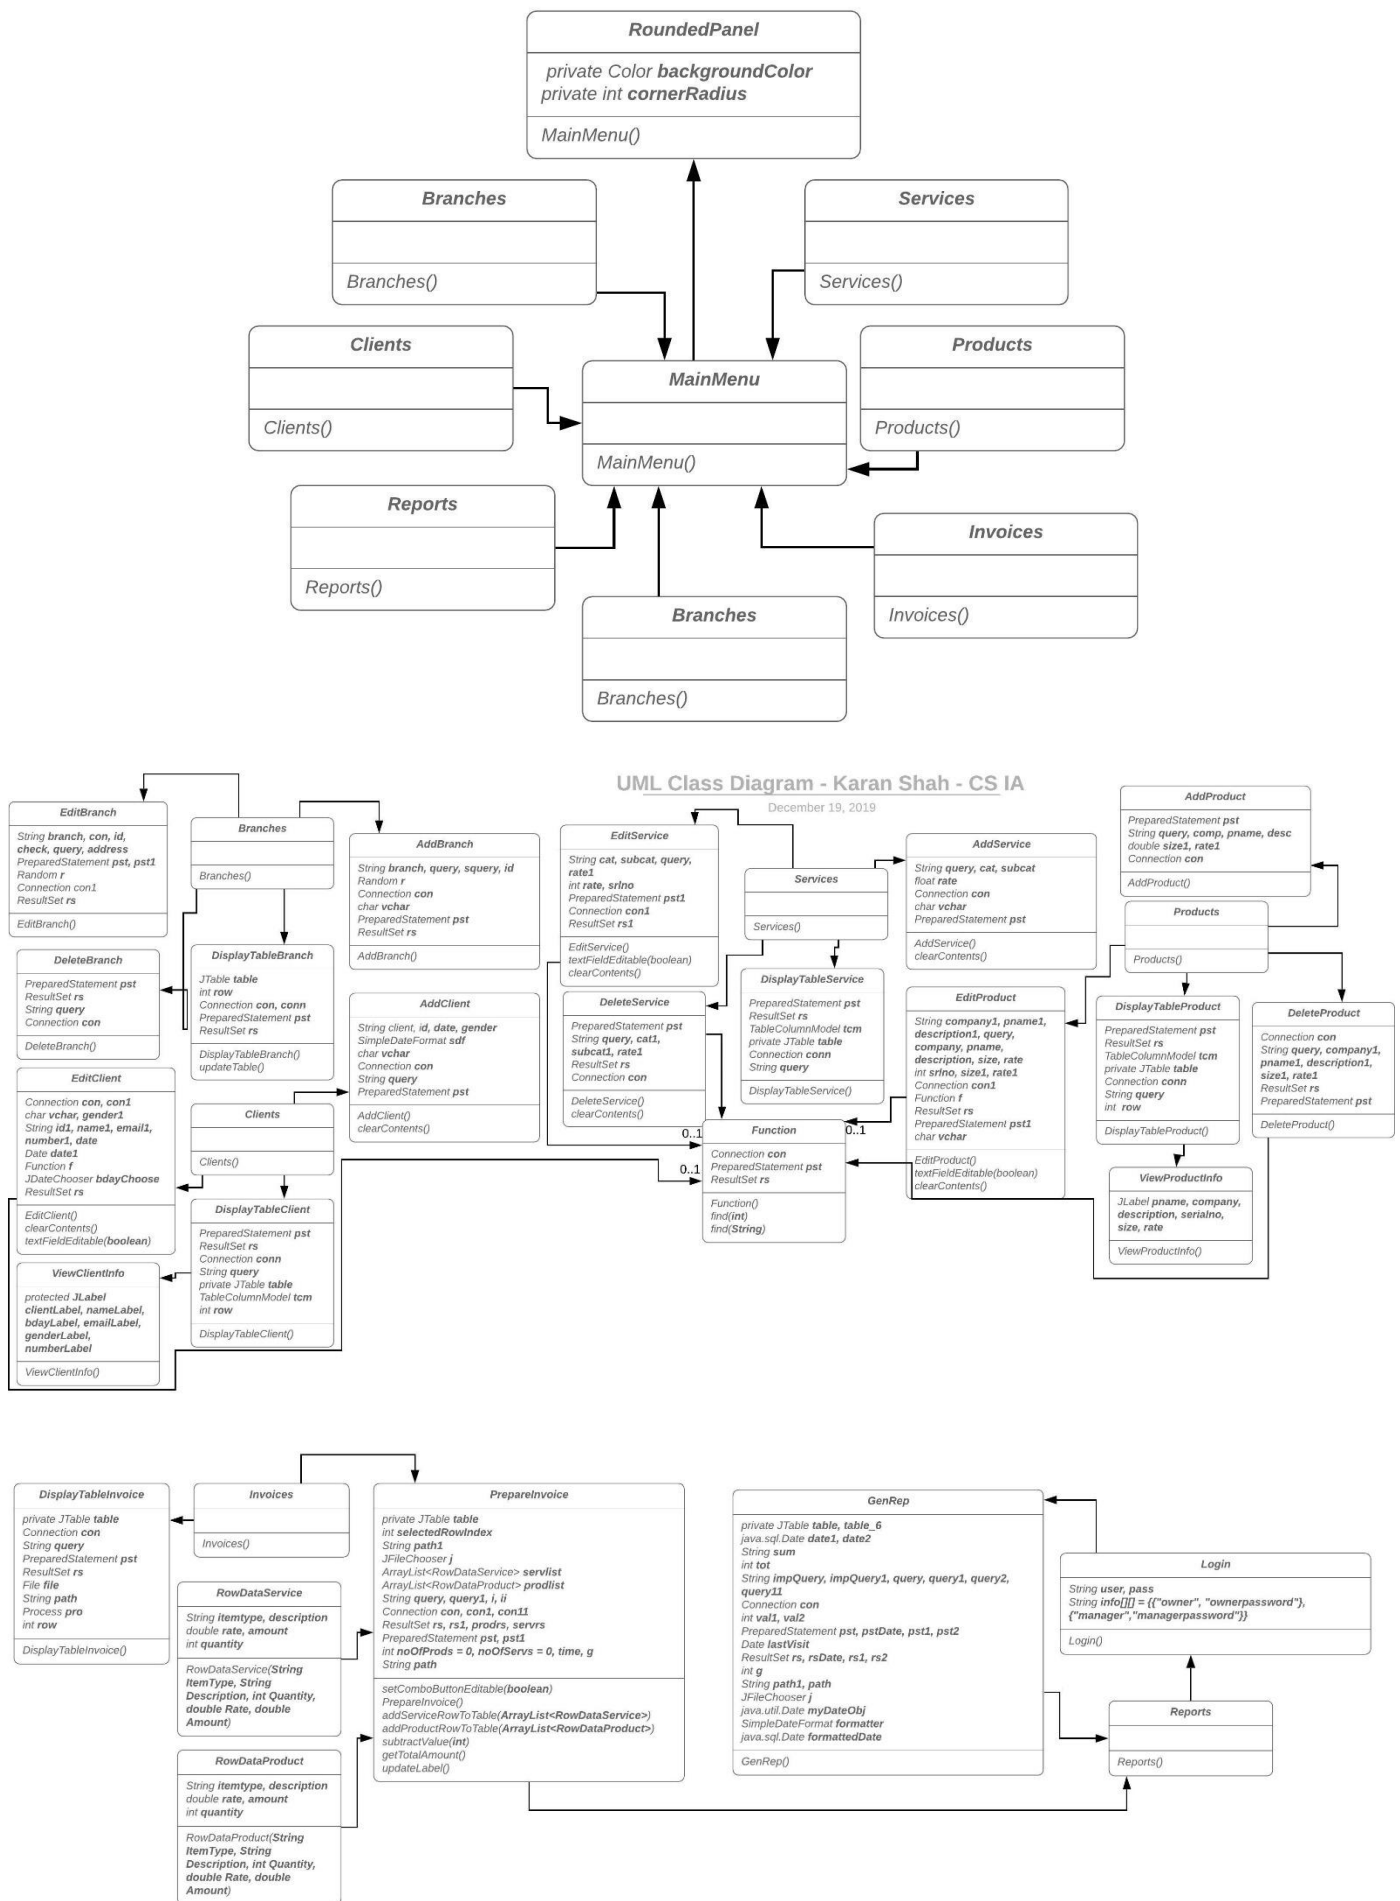 RoundedPanel
private Color backgroundColor
private int cornerRadius
MainMenu()
Branches
Branches()
Services
Services()
Clients
Clients()
MainMenu
MainMenu()
Products
Products()
Reports
Reports()
Branches
Branches()
Invoices
Invoices()
UML Class Diagram - Karan Shah - CS IA
December 19, 2019
EditBranch
String branch, con, id,
check, query, address
PreparedStatement pst, pst1
Random r
Connection con1
ResultSet rs
EditBranch()
Branches
Branches()
AddBranch
String branch, query, squery, id
Random r
Connection con
char vchar
PreparedStatement pst
ResultSet rs
AddBranch()
DeleteBranch
PreparedStatement pst
ResultSet rs
String query
Connection con
DeleteBranch()
DisplayTableBranch
JTable table
int row
Connection con, conn
PreparedStatement pst
ResultSet rs
DisplayTableBranch()
updateTable()
AddClient
String client, id, date, gender
SimpleDateFormat sdf
char vchar
Connection con
String query
PreparedStatement pst
AddClient()
clearContents()
EditClient
Connection con, con1
char vchar, gender1
String id1, name1, email1,
number1, date
Date date1
Function f
JDateChooser bdayChoose
ResultSet rs
EditClient()
clearContents()
textFieldEditable(boolean)
Clients
Clients()
DisplayTableClient
PreparedStatement pst
ResultSet rs
Connection conn
String query
private JTable table
TableColumnModel tcm
int row
DisplayTableClient()
ViewClientInfo
protected JLabel
clientLabel, nameLabel,
bdayLabel, emailLabel,
genderLabel,
numberLabel
ViewClientInfo()
EditService
String cat, subcat, query,
rate1
int rate, srlno
PreparedStatement pst1
Connection con1
ResultSet rs1
EditService()
textFieldEditable(boolean)
clearContents()
Services
Services()
AddService
String query, cat, subcat
float rate
Connection con
char vchar
PreparedStatement pst
AddService()
clearContents()
DeleteService
PreparedStatement pst
String query, cat1,
subcat1, rate1
ResultSet rs
Connection con
DeleteService()
clearContents()
DisplayTableService
PreparedStatement pst
ResultSet rs
TableColumnModel tcm
private JTable table
Connection conn
String query
DisplayTableService()
0..1
0..1
0..1
Function
Connection con
PreparedStatement pst
ResultSet rs
Function()
find(int)
find(String)
EditProduct
String company1, pname1,
description1, query,
company, pname,
description, size, rate
int srlno, size1, rate1
Connection con1
Function f
ResultSet rs
PreparedStatement pst1
char vchar
EditProduct()
textFieldEditable(boolean)
clearContents()
AddProduct
PreparedStatement pst
String query, comp, pname, desc
double size1, rate1
Connection con
AddProduct()
Products
Products()
DisplayTableProduct
PreparedStatement pst
ResultSet rs
TableColumnModel tcm
private JTable table
Connection conn
String query
int row
DisplayTableProduct()
DeleteProduct
Connection con
String query, company1,
pname1, description1,
size1, rate1
ResultSet rs
PreparedStatement pst
DeleteProduct()
ViewProductInfo
JLabel pname, company,
description, serialno,
size, rate
ViewProductInfo()
DisplayTableInvoice
private JTable table
Connection con
String query
PreparedStatement pst
ResultSet rs
File file
String path
Process pro
int row
DisplayTableInvoice()
Invoices
Invoices()
RowDataService
String itemtype, description
double rate, amount
int quantity
RowDataService(String
ItemType, String
Description, int Quantity,
double Rate, double
Amount)
RowDataProduct
String itemtype, description
double rate, amount
int quantity
RowDataProduct(String
ItemType, String
Description, int Quantity,
double Rate, double
Amount)
PrepareInvoice
private JTable table
int selectedRowIndex
String path1
JFileChooser j
ArrayList<RowDataService> servlist
ArrayList<RowDataProduct> prodlist
String query, query1, i, ii
Connection con, con1, con11
ResultSet rs, rs1, prodrs, servrs
PreparedStatement pst, pst1
int noOfProds = 0, noOfServs = 0, time, g
String path
setComboButtonEditable(boolean)
PrepareInvoice()
addServiceRowToTable(ArrayList<RowDataService>)
addProductRowToTable(ArrayList<RowDataProduct>)
subtractValue(int)
getTotalAmount()
updateLabel()
GenRep
private JTable table, table_6
java.sql.Date date1, date2
String sum
int tot
String impQuery, impQuery1, query, query1, query2,
query11
Connection con
int val1, val2
PreparedStatement pst, pstDate, pst1, pst2
Date lastVisit
ResultSet rs, rsDate, rs1, rs2
int g
String path1, path
JFileChooser j
java.util.Date myDateObj
SimpleDateFormat formatter
java.sql.Date formattedDate
GenRep()
Login
String user, pass
String info[][] = {{"owner", "ownerpassword"},
{"manager","managerpassword"}}
Login()
Reports
Reports()